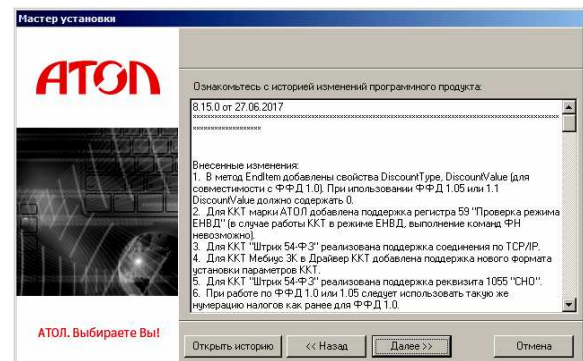 Мастер установки
АТОЛ
Ознакомьтесь с историей изменений программного продукта:
8.15.0 от 27.06.2017
Внесенные изменения:
1. В метод EndItem добавлены свойства DiscountType, DiscountValue (для
совместимости с ФФД 1.0). При ипользовании ФФД 1.05 или 1.1
DiscountValue должно содержать 0.
2. Для ККТ марки АТОЛ добавлена поддержка регистра 59 "Проверка режима
ЕНВД" (в случае работы ККТ в режиме ЕНВД, выполнение команд ФН
невозможно).
3. Для ККТ "Штрих 54-ФЗ" реализована поддержка соединения по TCP/IP.
4. Для ККТ Мебиус 3К в Драйвер ККТ добавлена поддержка нового формата
установки параметров ККТ.
5. Для ККТ "Штрих 54-ФЗ" реализована поддержка реквизита 1055 "СНО".
6. При работе по ФФД 1.0 или 1.05 следует использовать такую же
нумерацию налогов как ранее для ФФД 1.0.
АТОЛ. Выбираете Вы!
Открыть историю
<< Назад
Далее >>
Отмена